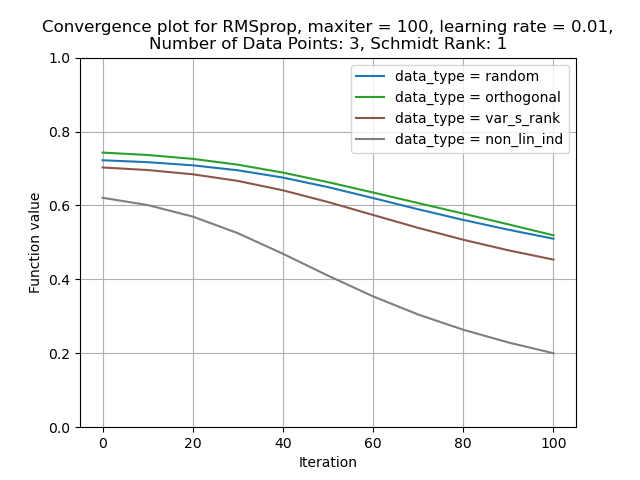 Convergence plot for RMSprop, maxiter = 100, learning rate = 0.01,
Number of Data Points: 3, Schmidt Rank: 1
data_type = random
data_type = orthogonal
data_type = var_s_rank
data_type = non_lin_ind
Function value
1.0
0.8
0.6
0.4
0.2
0.0
0 20 40 60 80 100
Iteration